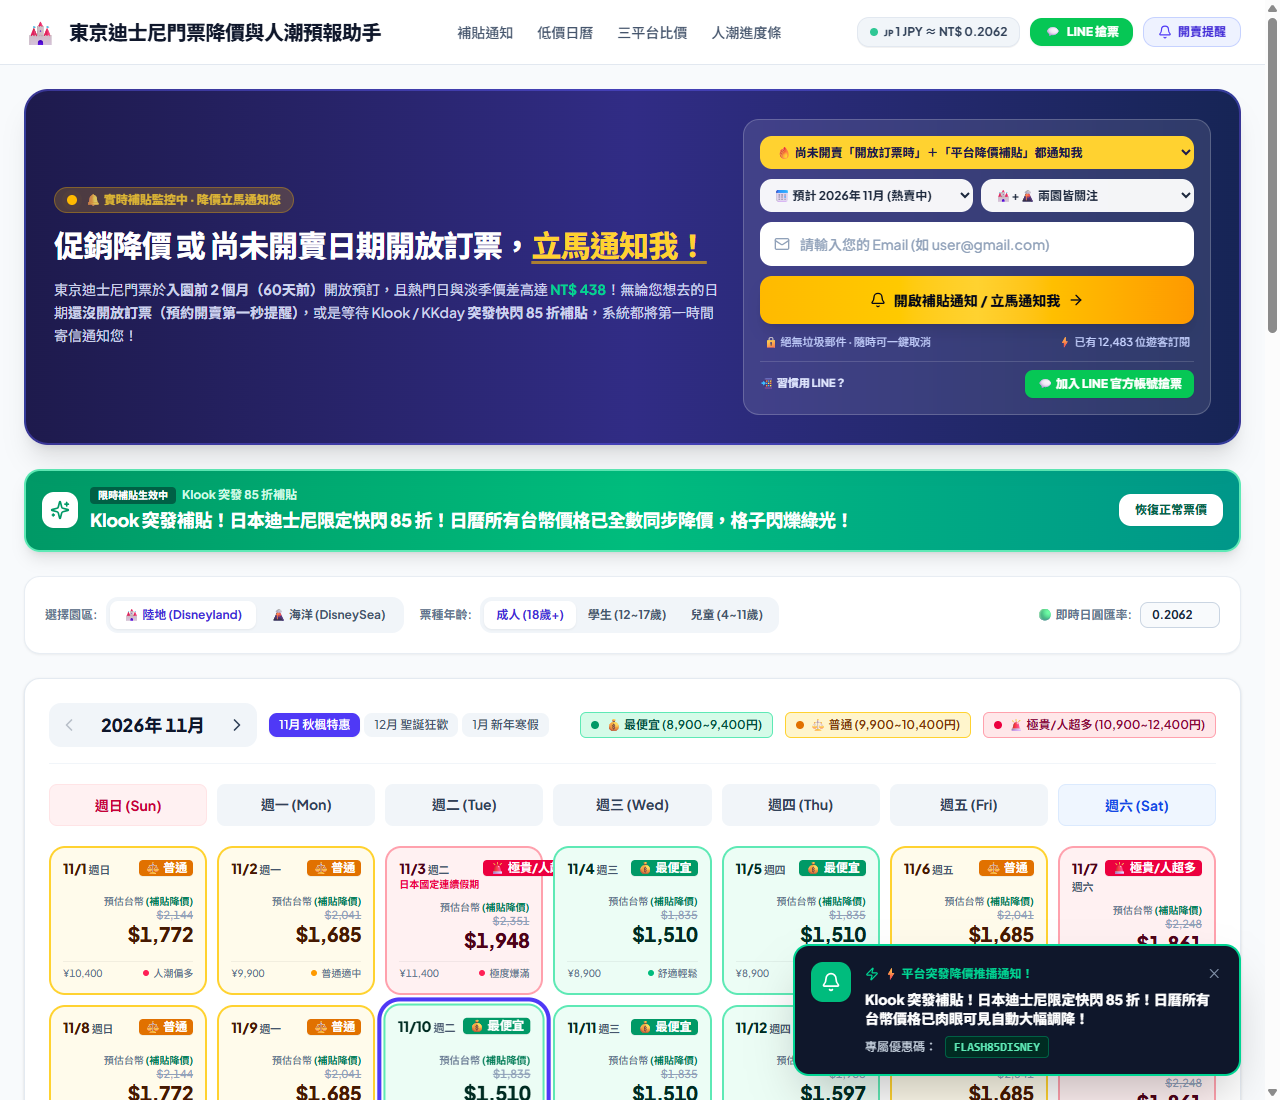 東京迪士尼門票降價與人潮預報助手
補貼通知 低價日曆 三平台比價 人潮進度條
JP 1 JPY ≈ NT$ 0.2062
LINE 搶票
開賣提醒
實時補貼監控中 · 降價立馬通知您
促銷降價 或 尚未開賣日期開放訂票，立馬通知我！
東京迪士尼門票於入園前 2 個月（60天前）開放預訂，且熱門日與淡季價差高達 NT$ 438！無論您想去的日
期還沒開放訂票（預約開賣第一秒提醒），或是等待 Klook / KKday 突發快閃 85 折補貼，系統都將第一時間
寄信通知您！
尚未開賣「開放訂票時」＋「平台降價補貼」都通知我
預計 2026年 11月 (熱賣中)
+ 兩園皆關注
請輸入您的 Email (如 user@gmail.com)
開啟補貼通知 / 立馬通知我 →
絕無垃圾郵件 · 隨時可一鍵取消
已有 12,483 位遊客訂閱
習慣用 LINE？
加入 LINE 官方帳號搶票
限時補貼生效中 Klook 突發 85 折補貼
Klook 突發補貼！日本迪士尼限定快閃 85 折！日曆所有台幣價格已全數同步降價，格子閃爍綠光！
恢復正常票價
選擇園區: 陸地 (Disneyland) 海洋 (DisneySea) 票種年齡: 成人 (18歲+) 學生 (12~17歲) 兒童 (4~11歲)
即時日圓匯率: 0.2062
2026年 11月
11月 秋楓特惠 12月 聖誕狂歡 1月 新年寒假
最便宜 (8,900~9,400円) 普通 (9,900~10,400円) 極貴/人超多 (10,900~12,400円)
週日 (Sun) 週一 (Mon) 週二 (Tue) 週三 (Wed) 週四 (Thu) 週五 (Fri) 週六 (Sat)
11/1 週日 普通
預估台幣 (補貼降價)
$2,144
$1,772
¥10,400 人潮偏多
11/2 週一 普通
預估台幣 (補貼降價)
$2,041
$1,685
¥9,900 普通適中
11/3 週二 極貴/人
日本國定連續假期
預估台幣 (補貼降價)
$2,351
$1,948
¥11,400 極度爆滿
11/4 週三 最便宜
預估台幣 (補貼降價)
$1,835
$1,510
¥8,900 舒適輕鬆
11/5 週四 最便宜
預估台幣 (補貼降價)
$1,835
$1,510
¥8,900
11/6 週五 普通
預估台幣 (補貼降價)
$2,041
$1,685
11/7 極貴/人超多
週六
預估台幣 (補貼降價)
$2,248
$1,861
11/8 週日 普通
預估台幣 (補貼降價)
$2,144
$1,772
11/9 週一 普通
預估台幣 (補貼降價)
$2,041
$1,685
11/10 週二 最便宜
預估台幣 (補貼降價)
$1,835
$1,510
11/11 週三 最便宜
預估台幣 (補貼降價)
$1,835
$1,510
11/12 週四
$1,597
$1,685
$2,248
$1,861
平台突發降價推播通知！
Klook 突發補貼！日本迪士尼限定快閃 85 折！日曆所有
台幣價格已肉眼可見自動大幅調降！
專屬優惠碼： FLASH85DISNEY